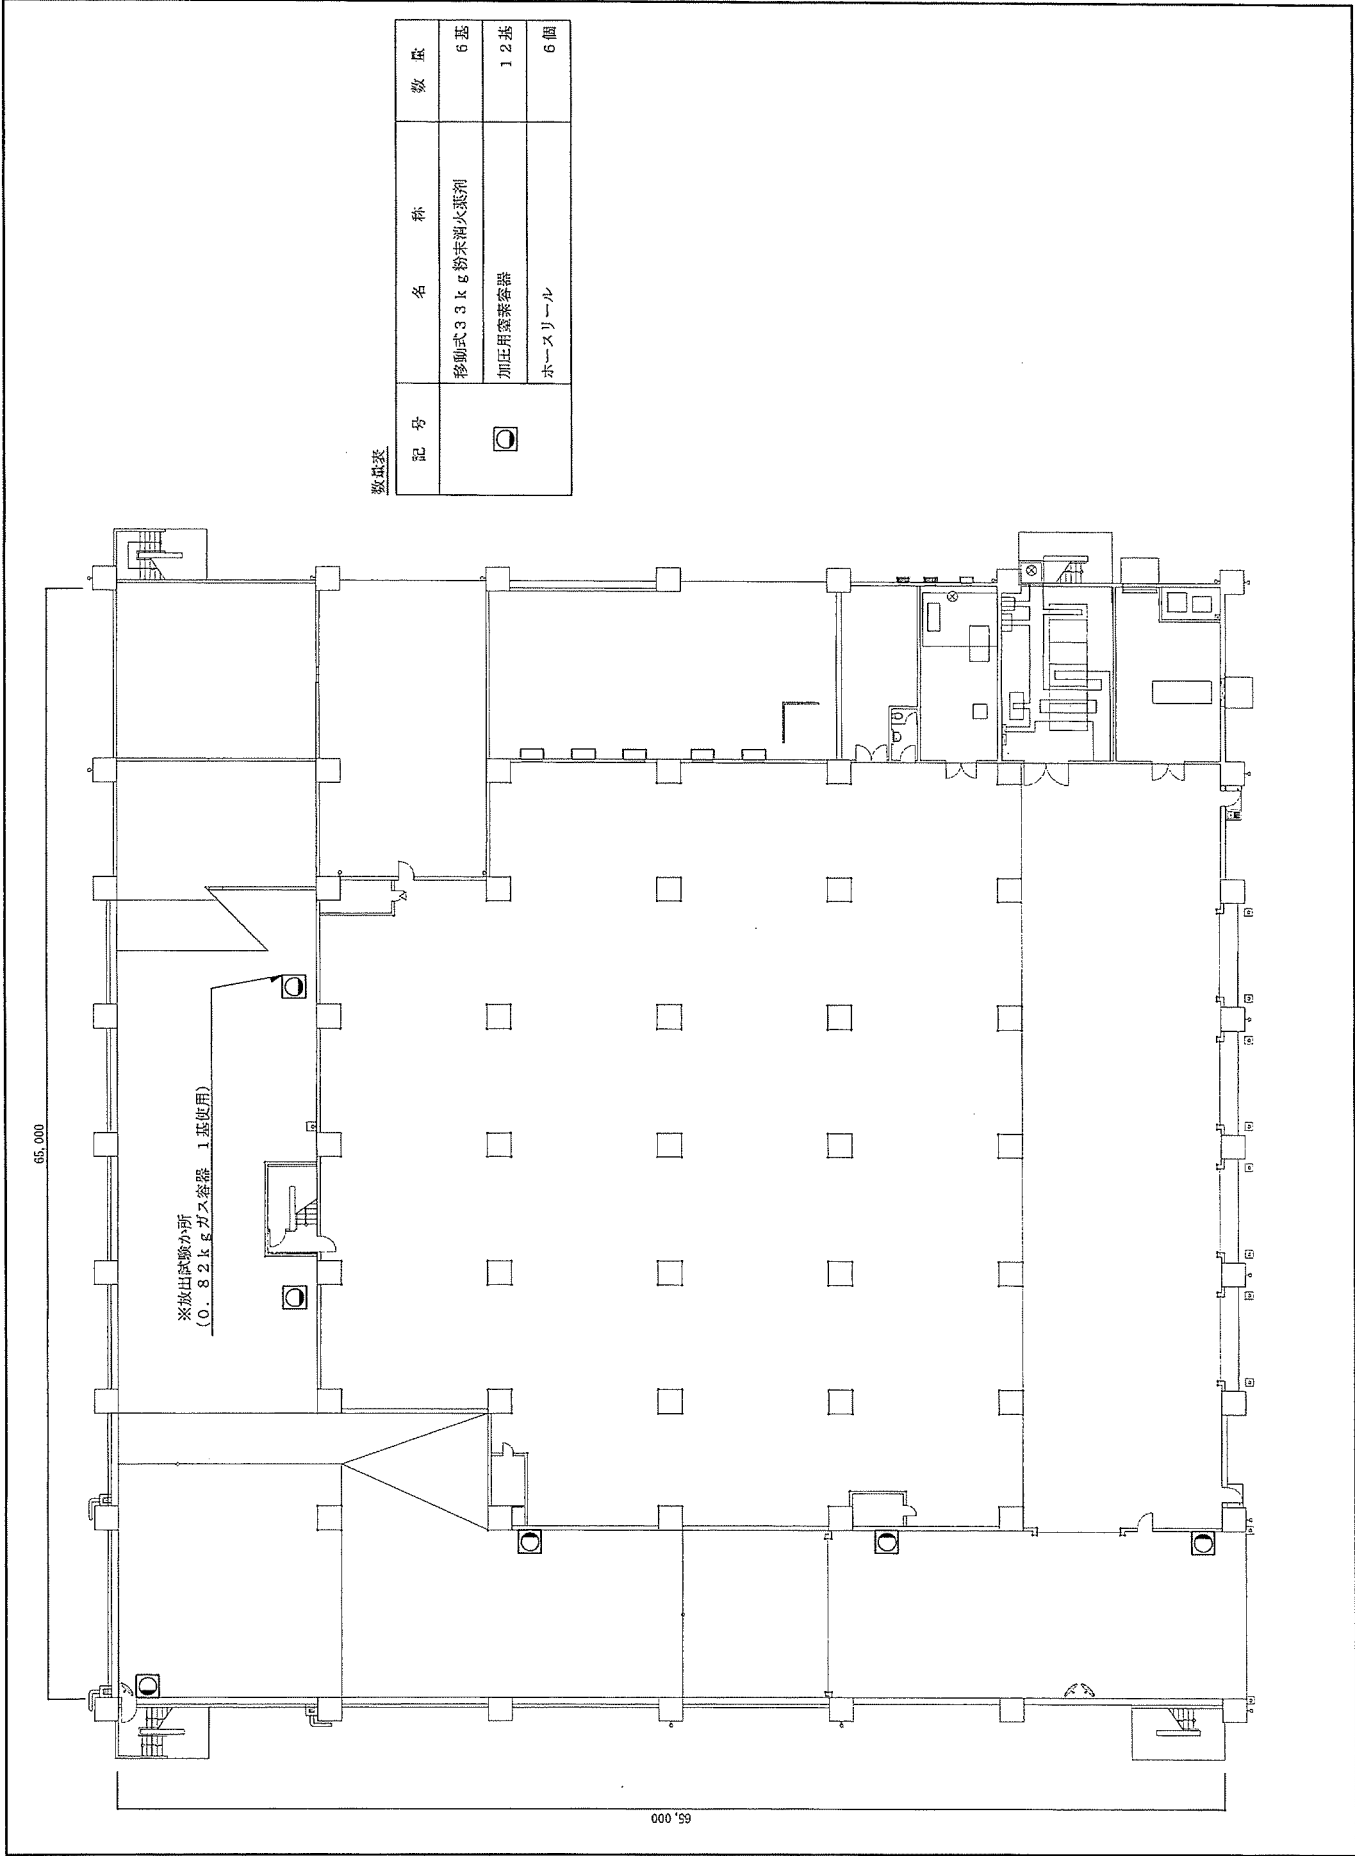 数量表
記 号 名 称 数 量
移動式33kg粉末消火薬剤 6基
加圧用窒素容器 12基
ホースリール 6個
65,000
※放出試験か所
(0.82kgガス容器 1基使用)
65,000